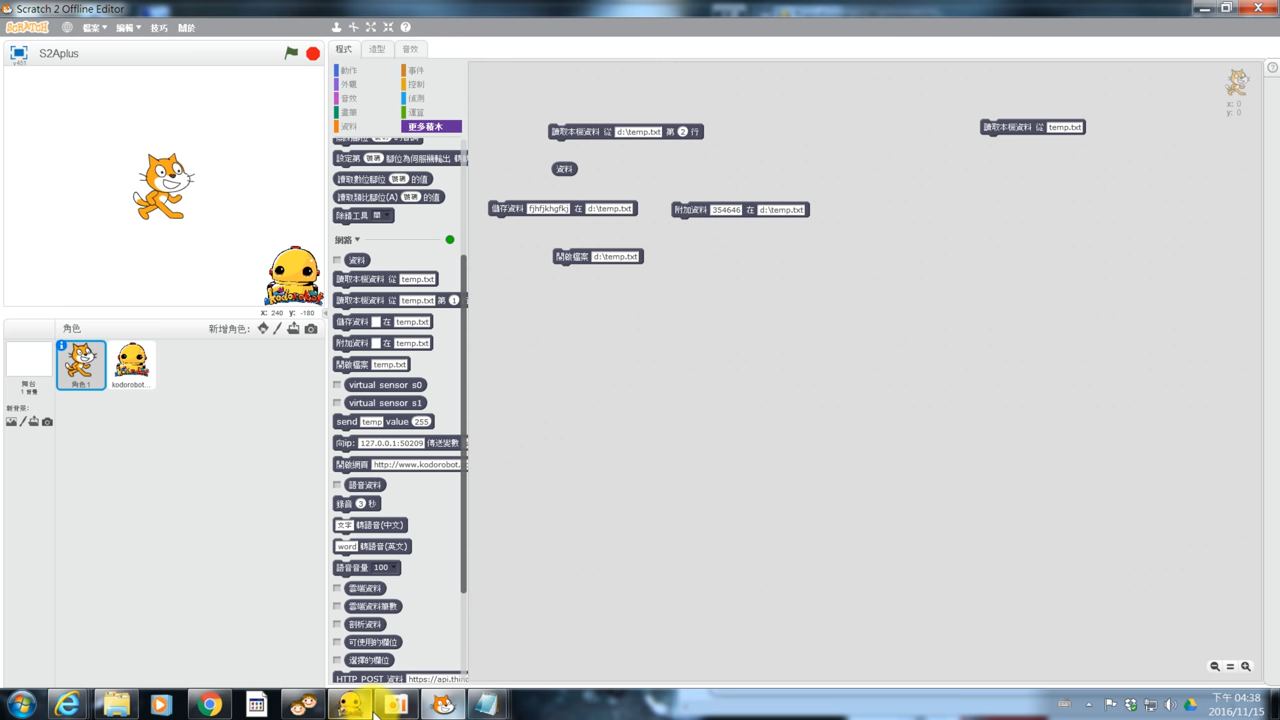 Scratch 2 Offline Editor
SCRATCH 檔案 編輯 技巧 關於
S2Aplus
v451
x: 240 y: -180
角色 新增角色:
舞台
1 背景
角色1
kodorobot...
新背景:
程式 造型 音效
動作 事件
外觀 控制
音效 偵測
畫筆 運算
資料 更多積木
設定第 號碼 腳位為伺服機輸出 轉
讀取數位腳位 號碼 的值
讀取類比腳位(A) 號碼 的值
除錯工具 關
網路
資料
讀取本機資料 從 temp.txt
讀取本機資料 從 temp.txt 第 1
儲存資料 在 temp.txt
附加資料 在 temp.txt
開啟檔案 temp.txt
virtual sensor s0
virtual sensor s1
send temp value 255
向ip: 127.0.0.1:50209 傳送變數
開啟網頁 http://www.kodorobot.
語音資料
錄音 3 秒
文字 轉語音(中文)
word 轉語音(英文)
語音音量 100
雲端資料
雲端資料筆數
剖析資料
可使用的欄位
選擇的欄位
HTTP POST 資料 https://api.thin
讀取本機資料 從 d:\temp.txt 第 2 行
資料
儲存資料 fjhfjkhgfkj 在 d:\temp.txt
附加資料 354646 在 d:\temp.txt
開啟檔案 d:\temp.txt
讀取本機資料 從 temp.txt
x: 0
y: 0
下午 04:38
2016/11/15